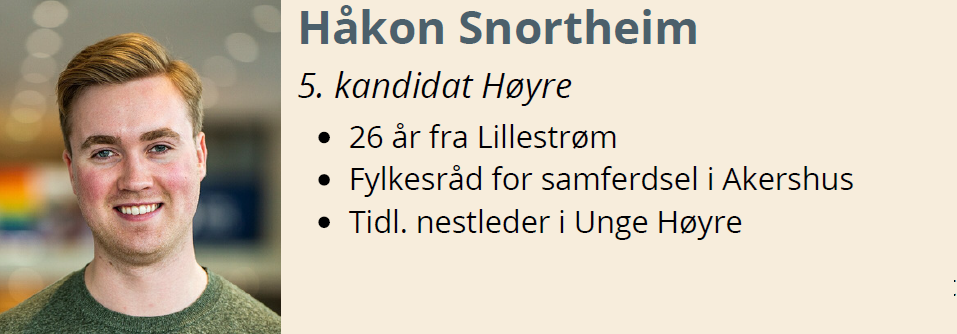 Håkon Snortheim
5. kandidat Høyre
• 26 år fra Lillestrøm
• Fylkesråd for samferdsel i Akershus
• Tidl. nestleder i Unge Høyre